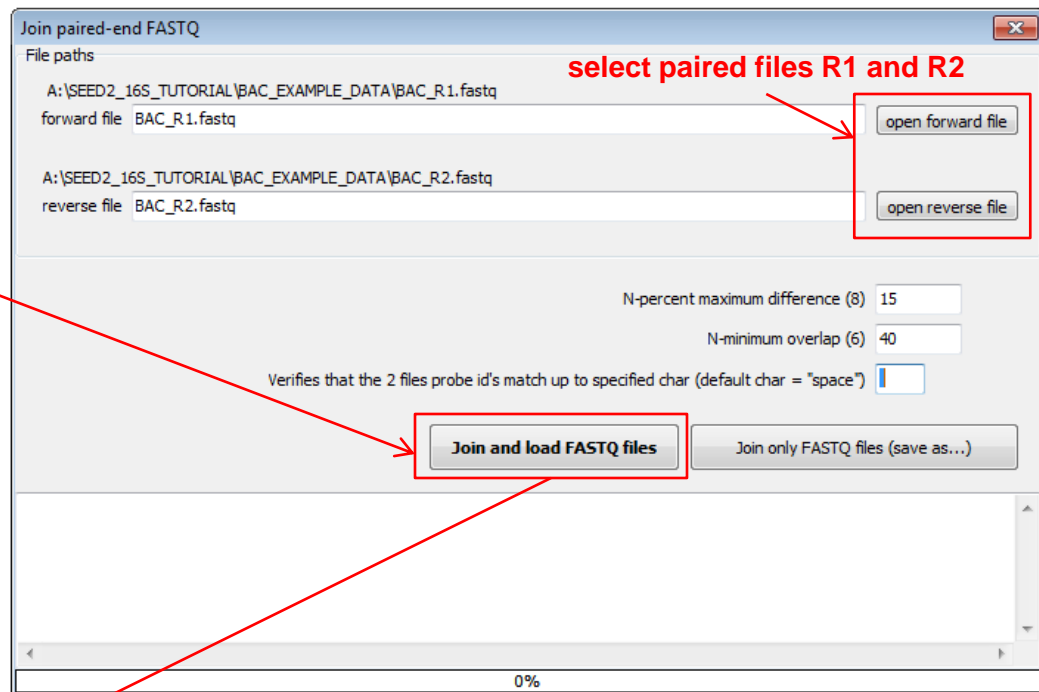 Join paired-end FASTQ
File paths
select paired files R1 and R2
A:\SEED2_16S_TUTORIAL\BAC_EXAMPLE_DATA\BAC_R1.fastq
forward file BAC_R1.fastq open forward file
A:\SEED2_16S_TUTORIAL\BAC_EXAMPLE_DATA\BAC_R2.fastq
reverse file BAC_R2.fastq open reverse file
N-percent maximum difference (8) 15
N-minimum overlap (6) 40
Verifies that the 2 files probe id's match up to specified char (default char = "space")
Join and load FASTQ files Join only FASTQ files (save as...)
0%